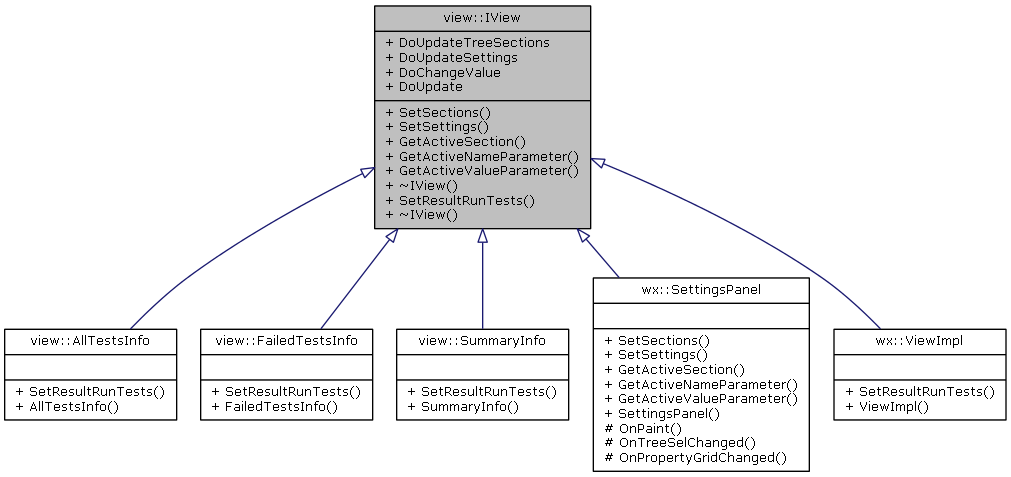 view::IView
+ DoUpdateTreeSections
+ DoUpdateSettings
+ DoChangeValue
+ DoUpdate
+ SetSections()
+ SetSettings()
+ GetActiveSection()
+ GetActiveNameParameter()
+ GetActiveValueParameter()
+ ~IView()
+ SetResultRunTests()
+ ~IView()
view::AllTestsInfo
+ SetResultRunTests()
+ AllTestsInfo()
view::FailedTestsInfo
+ SetResultRunTests()
+ FailedTestsInfo()
view::SummaryInfo
+ SetResultRunTests()
+ SummaryInfo()
wx::SettingsPanel
+ SetSections()
+ SetSettings()
+ GetActiveSection()
+ GetActiveNameParameter()
+ GetActiveValueParameter()
+ SettingsPanel()
# OnPaint()
# OnTreeSelChanged()
# OnPropertyGridChanged()
wx::ViewImpl
+ SetResultRunTests()
+ ViewImpl()